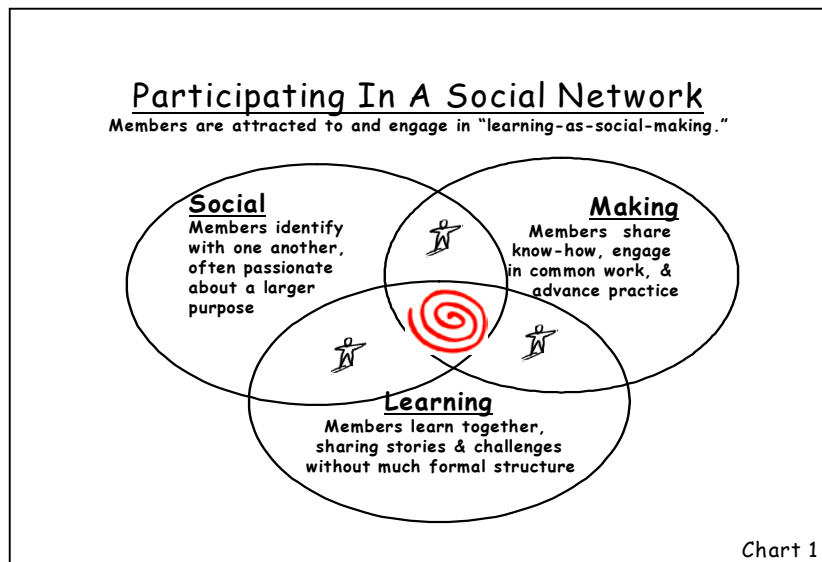 Participating In A Social Network
Members are attracted to and engage in “learning-as-social-making.”
Social
Members identify
with one another,
often passionate
about a larger
purpose
Making
Members share
know-how, engage
in common work, &
advance practice
Learning
Members learn together,
sharing stories & challenges
without much formal structure
Chart 1